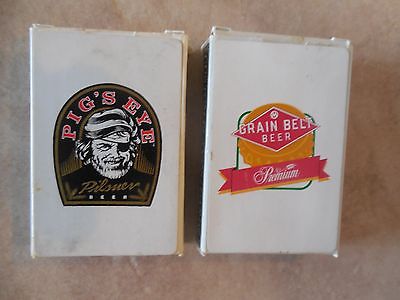 PIG'S EYE
Pilsner
BEER
GRAIN BELT
BEER
Premium